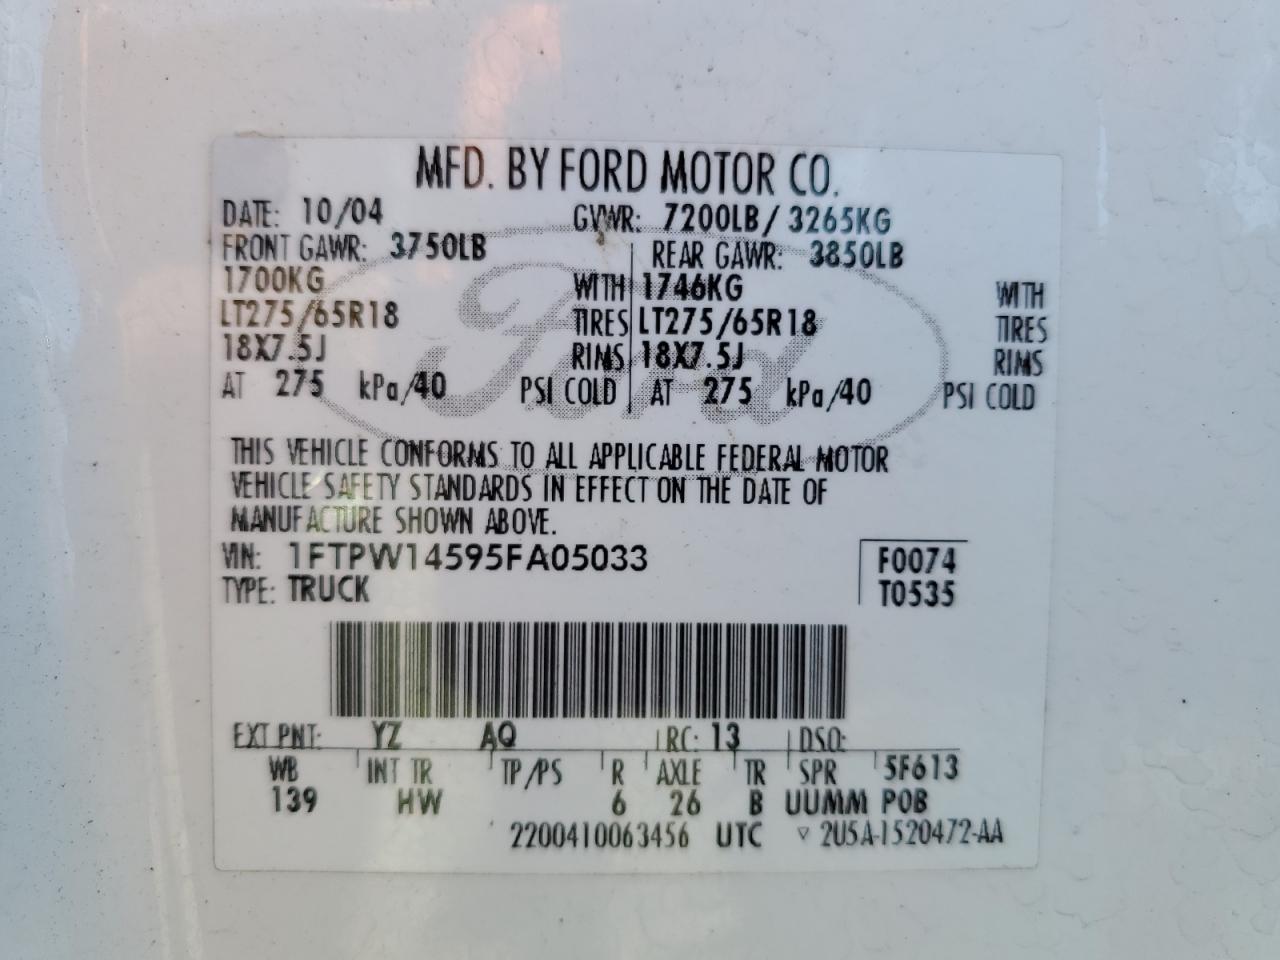 MFD. BY FORD MOTOR CO.
DATE: 10/04 GVWR: 7200LB/ 3265KG
FRONT GAWR: 3750LB REAR GAWR: 3850LB
1700KG WITH 1746KG WITH
LT275/65R18 TIRES LT275/65R18 TIRES
18X7.5J RIMS 18X7.5J RIMS
AT 275 kPa/40 PSI COLD AT 275 kPa/40 PSI COLD
Ford
THIS VEHICLE CONFORMS TO ALL APPLICABLE FEDERAL MOTOR
VEHICLE SAFETY STANDARDS IN EFFECT ON THE DATE OF
MANUFACTURE SHOWN ABOVE.
VIN: 1FTPW14595FA05033 F0074
TYPE: TRUCK T0535
EXT PNT: YZ AQ RC: 13 DSO:
WB INT TR TP/PS R AXLE TR SPR 5F613
139 HW 6 26 B UUMM POB
2200410063456 UTC ▽ 2U5A-1520472-AA